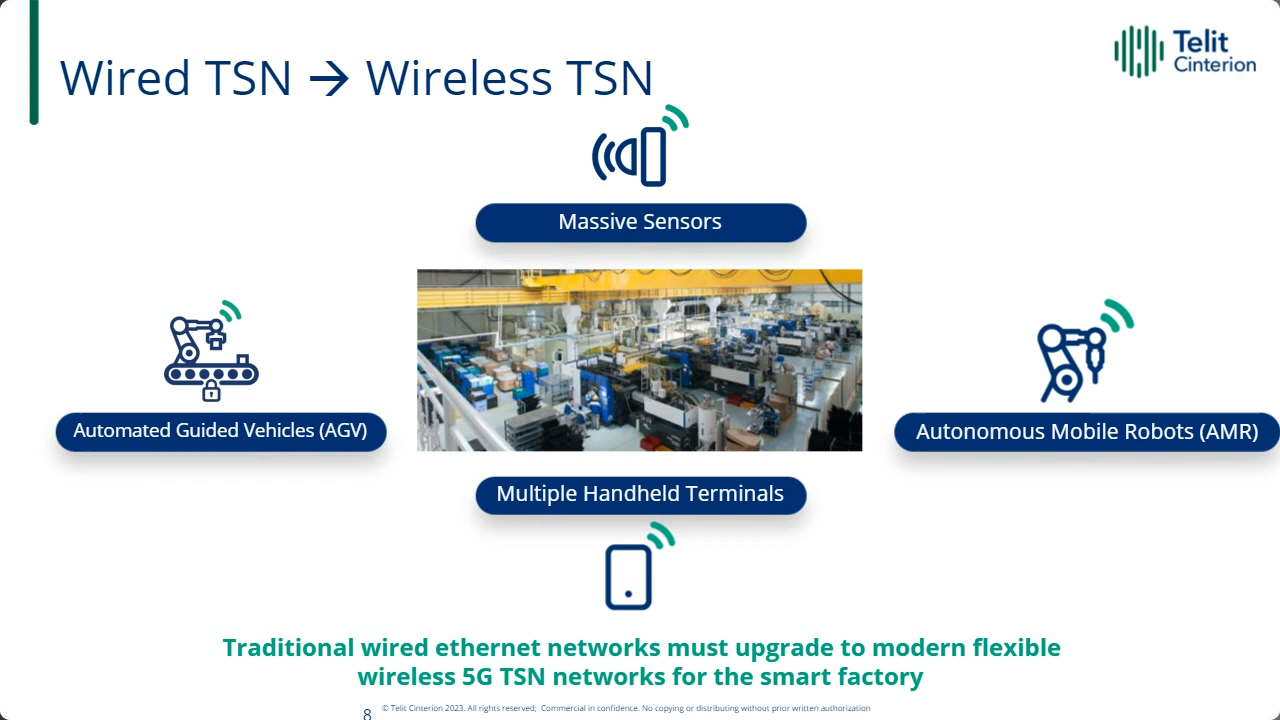 Wired TSN → Wireless TSN
Telit
Cinterion
Massive Sensors
Automated Guided Vehicles (AGV)
Autonomous Mobile Robots (AMR)
Multiple Handheld Terminals
Traditional wired ethernet networks must upgrade to modern flexible
wireless 5G TSN networks for the smart factory
8
© Telit Cinterion 2023. All rights reserved; Commercial in confidence. No copying or distributing without prior written authorization